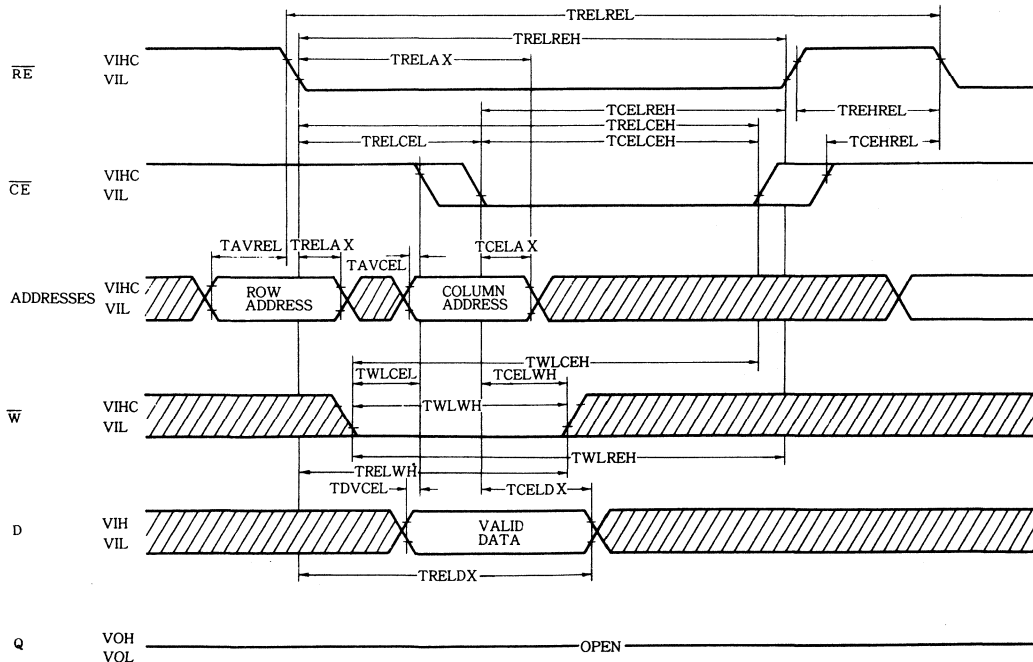 TRELREL
TRELREH
VIHC
TRELAX
RE
VIL
TCELREH
TREHREL
TRELCEH
TRELCEL
TCELCEH
TCEHREL
VIHC
CE
VIL
TAVREL
TRELAX
TCELAX
TAVCEL
VIHC
ROW
COLUMN
ADDRESSES
ADDRESS
ADDRESS
VIL
TWLCEH
TWLCEL
TCELWH
VIHC
TWLWH
W
VIL
TWLREH
TRELWH
TDVCEL
TCELDX
VIH
VALID
D
DATA
VIL
TRELDX
Q
VOH
OPEN
VOL